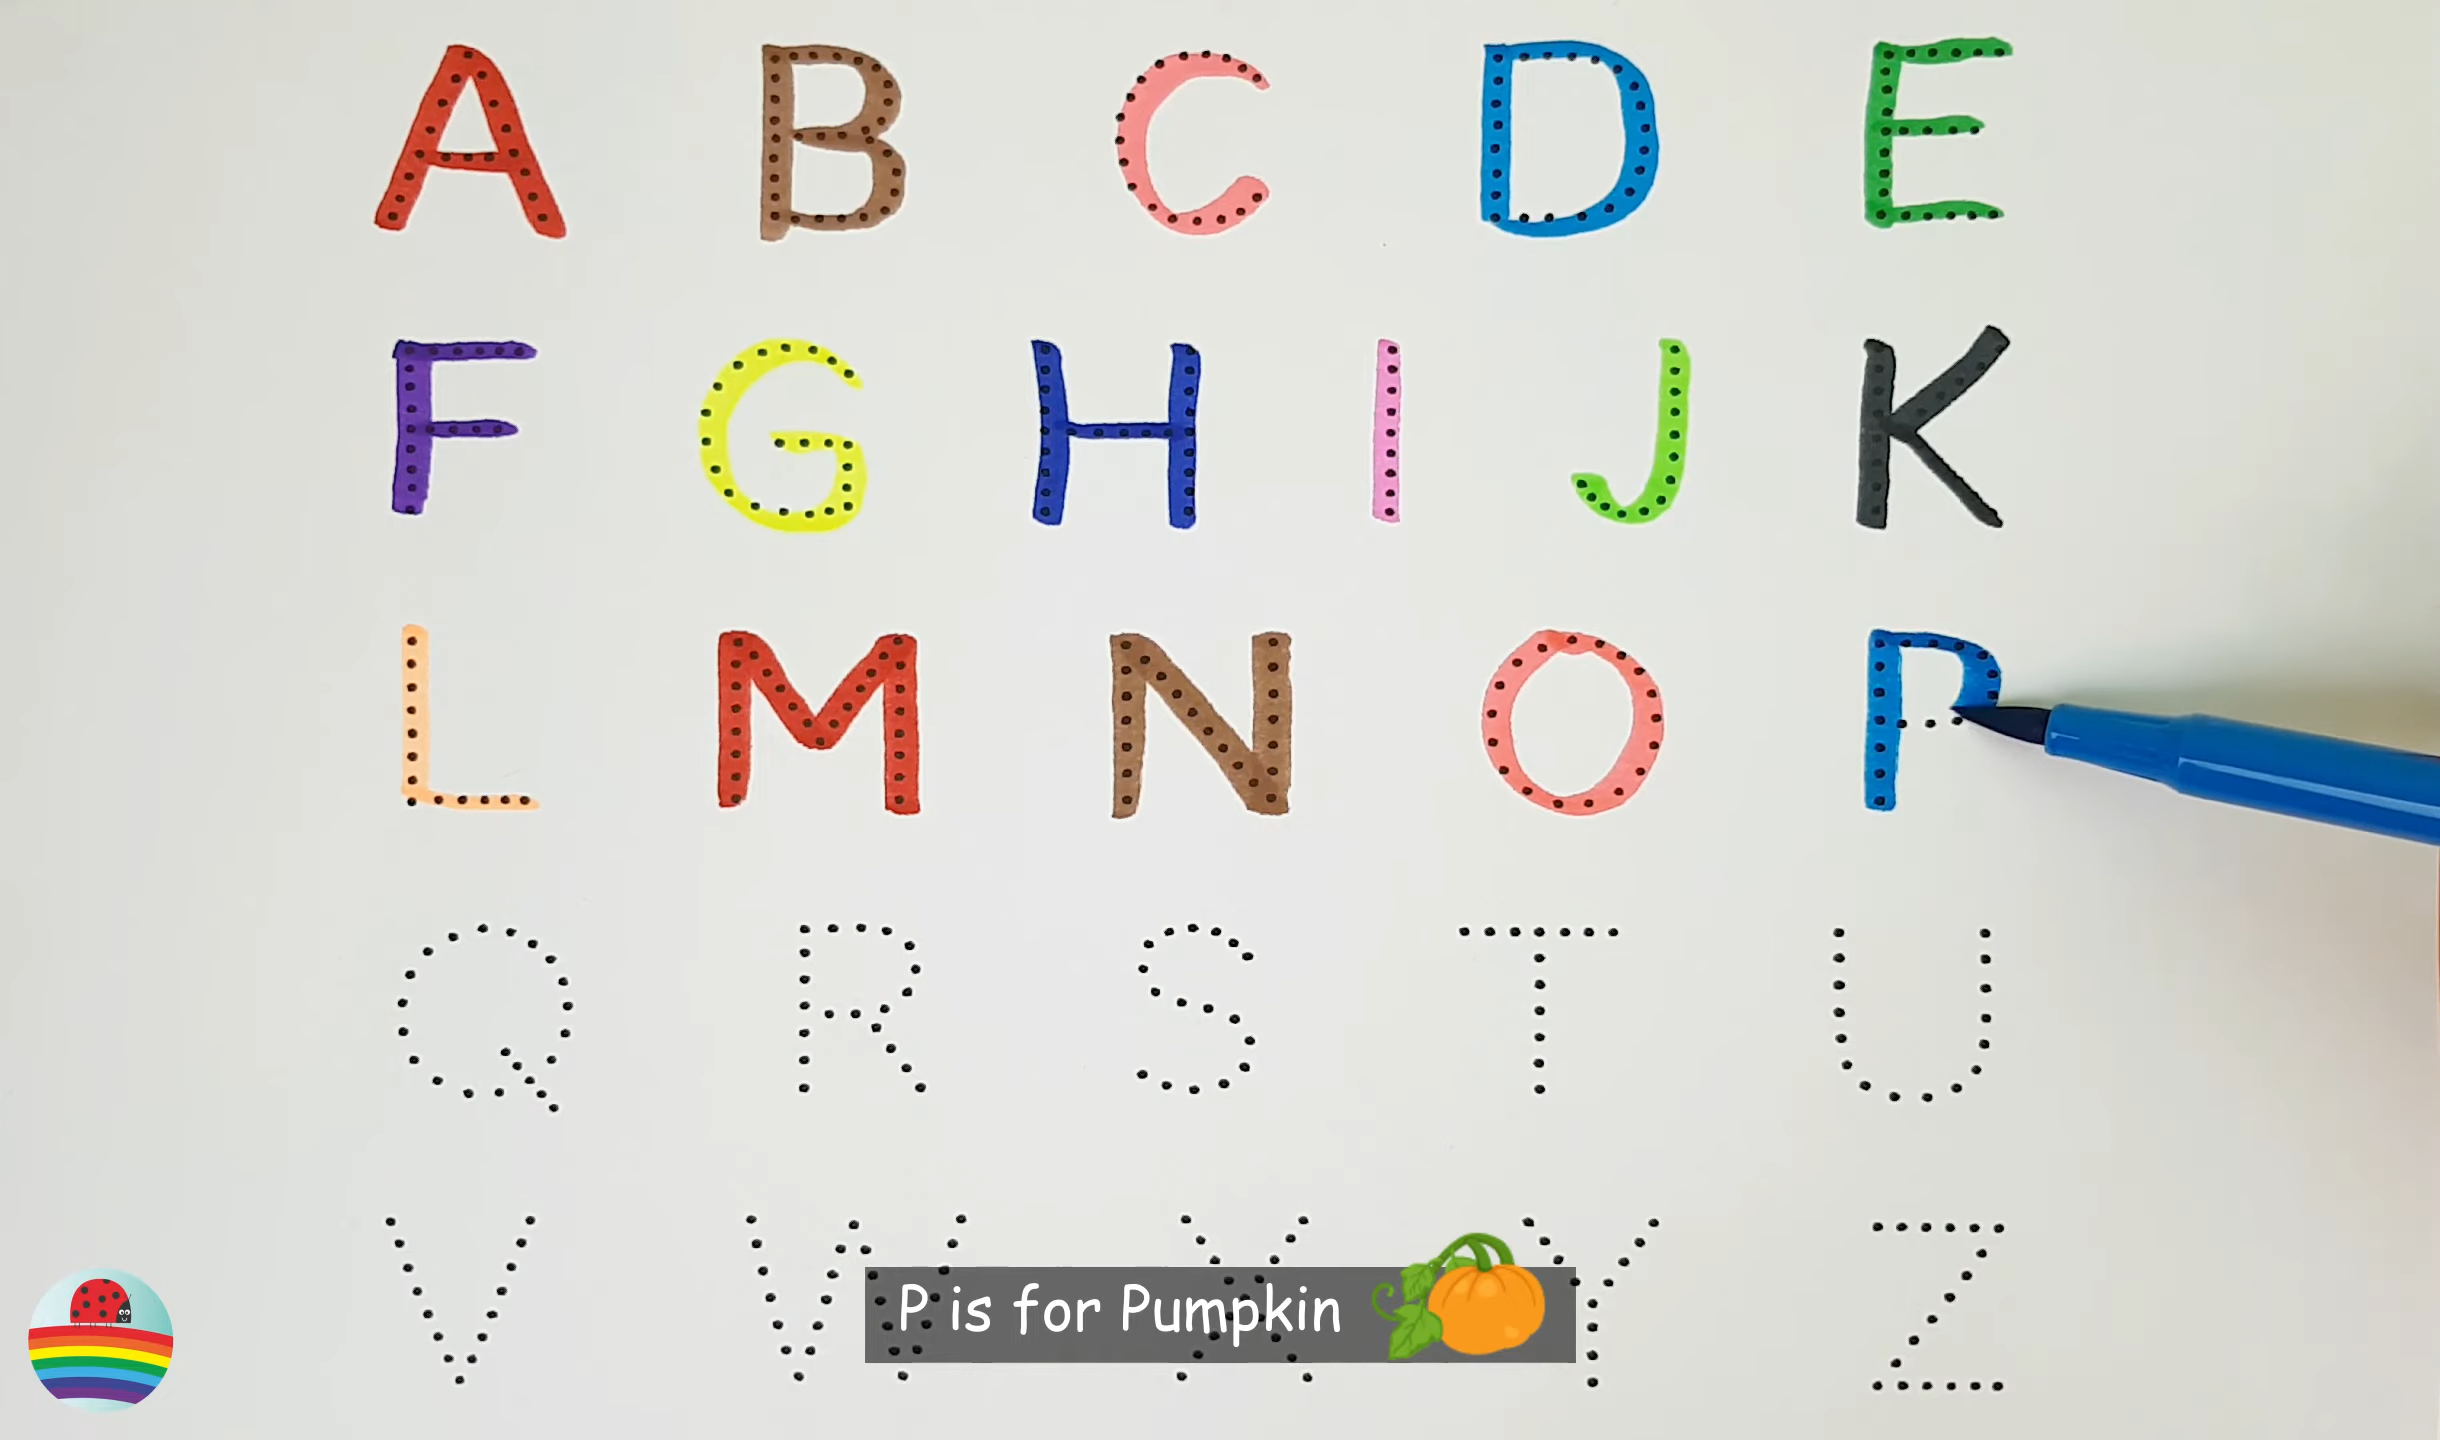 A B C D E
F G H I J K
L M N O P
Q R S T U
V W X Y Z
P is for Pumpkin